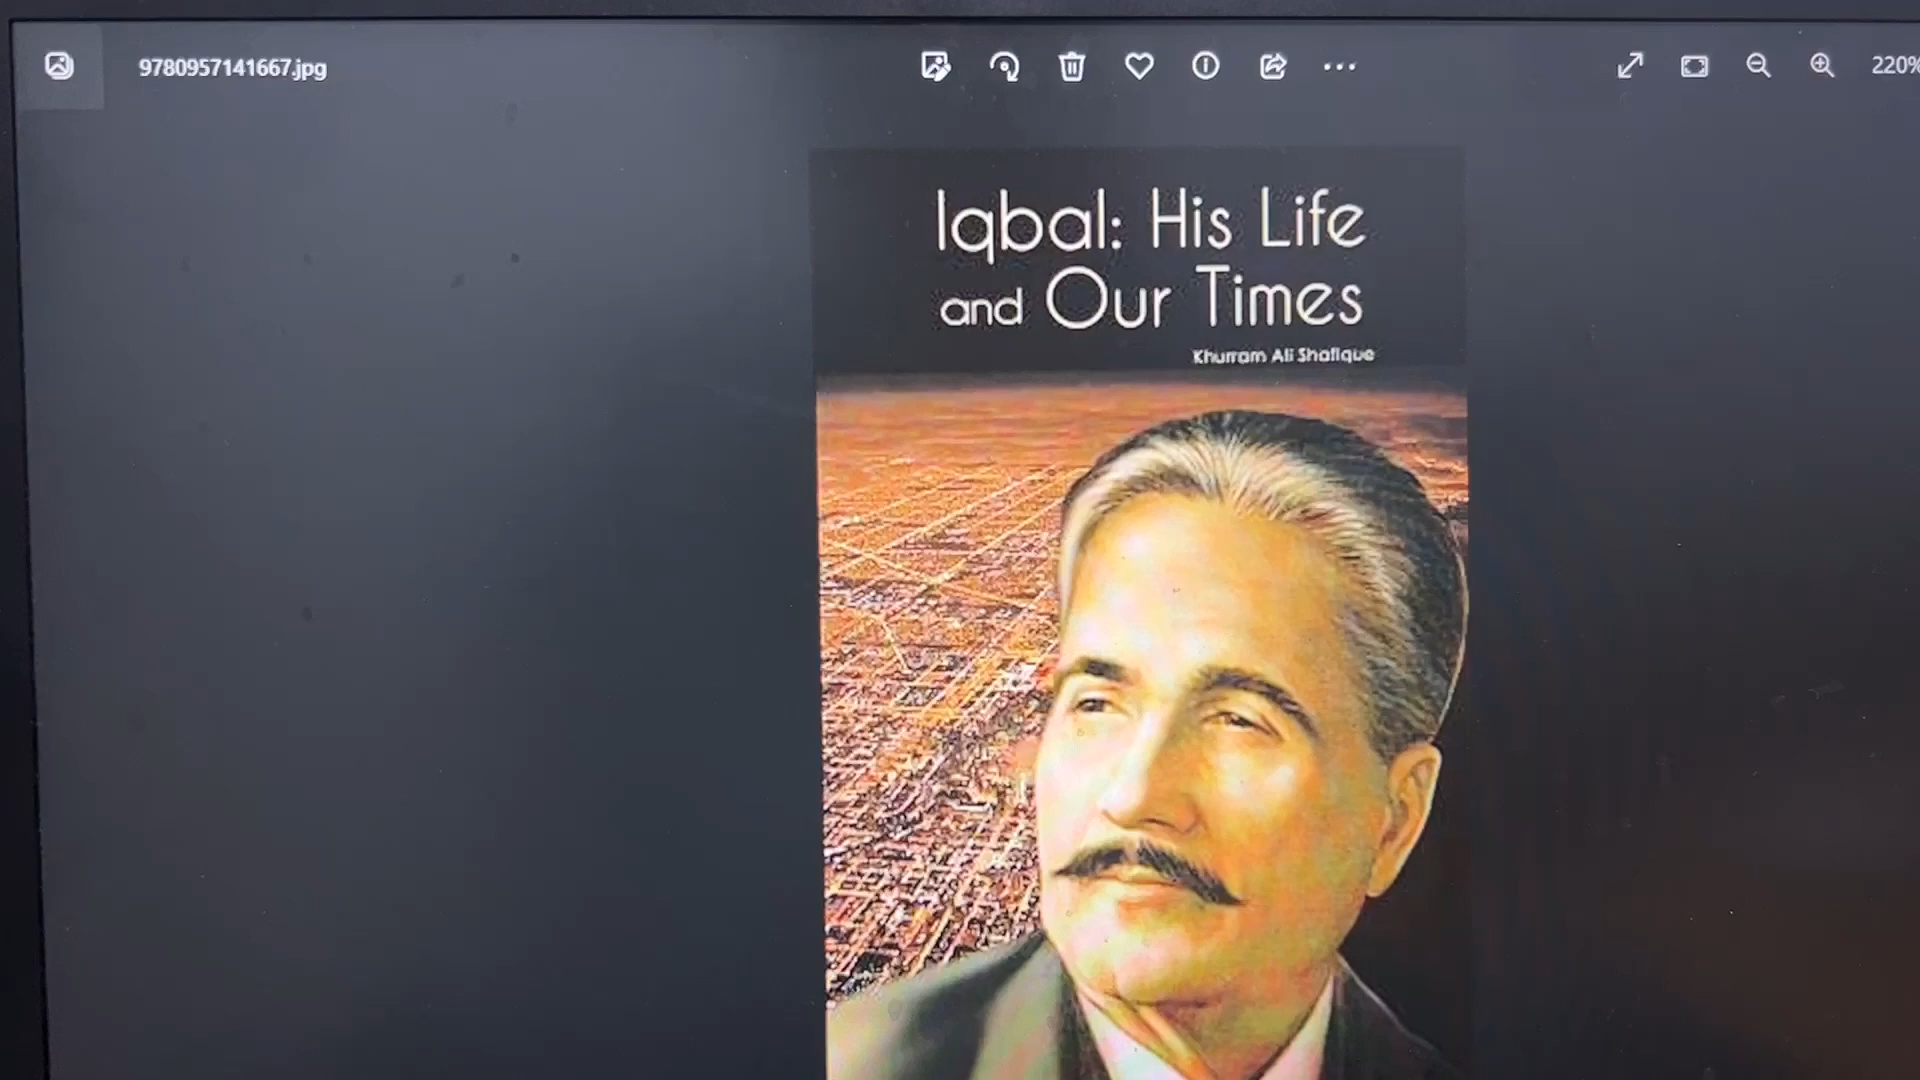 9780957141667.jpg
220%
Iqbal: His Life
and Our Times
Khurram Ali Shafique